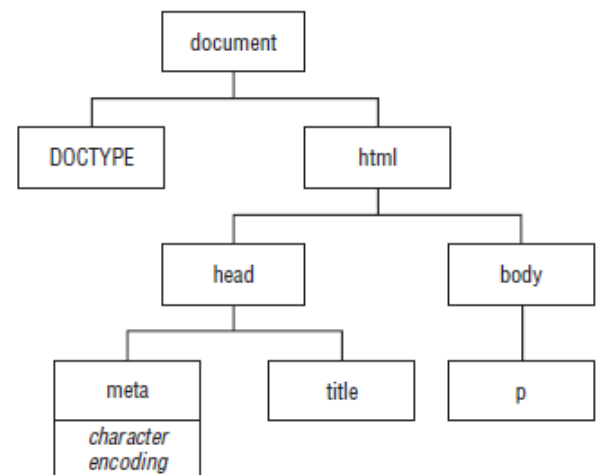 document
DOCTYPE
html
head
body
meta
title
p
character
encoding